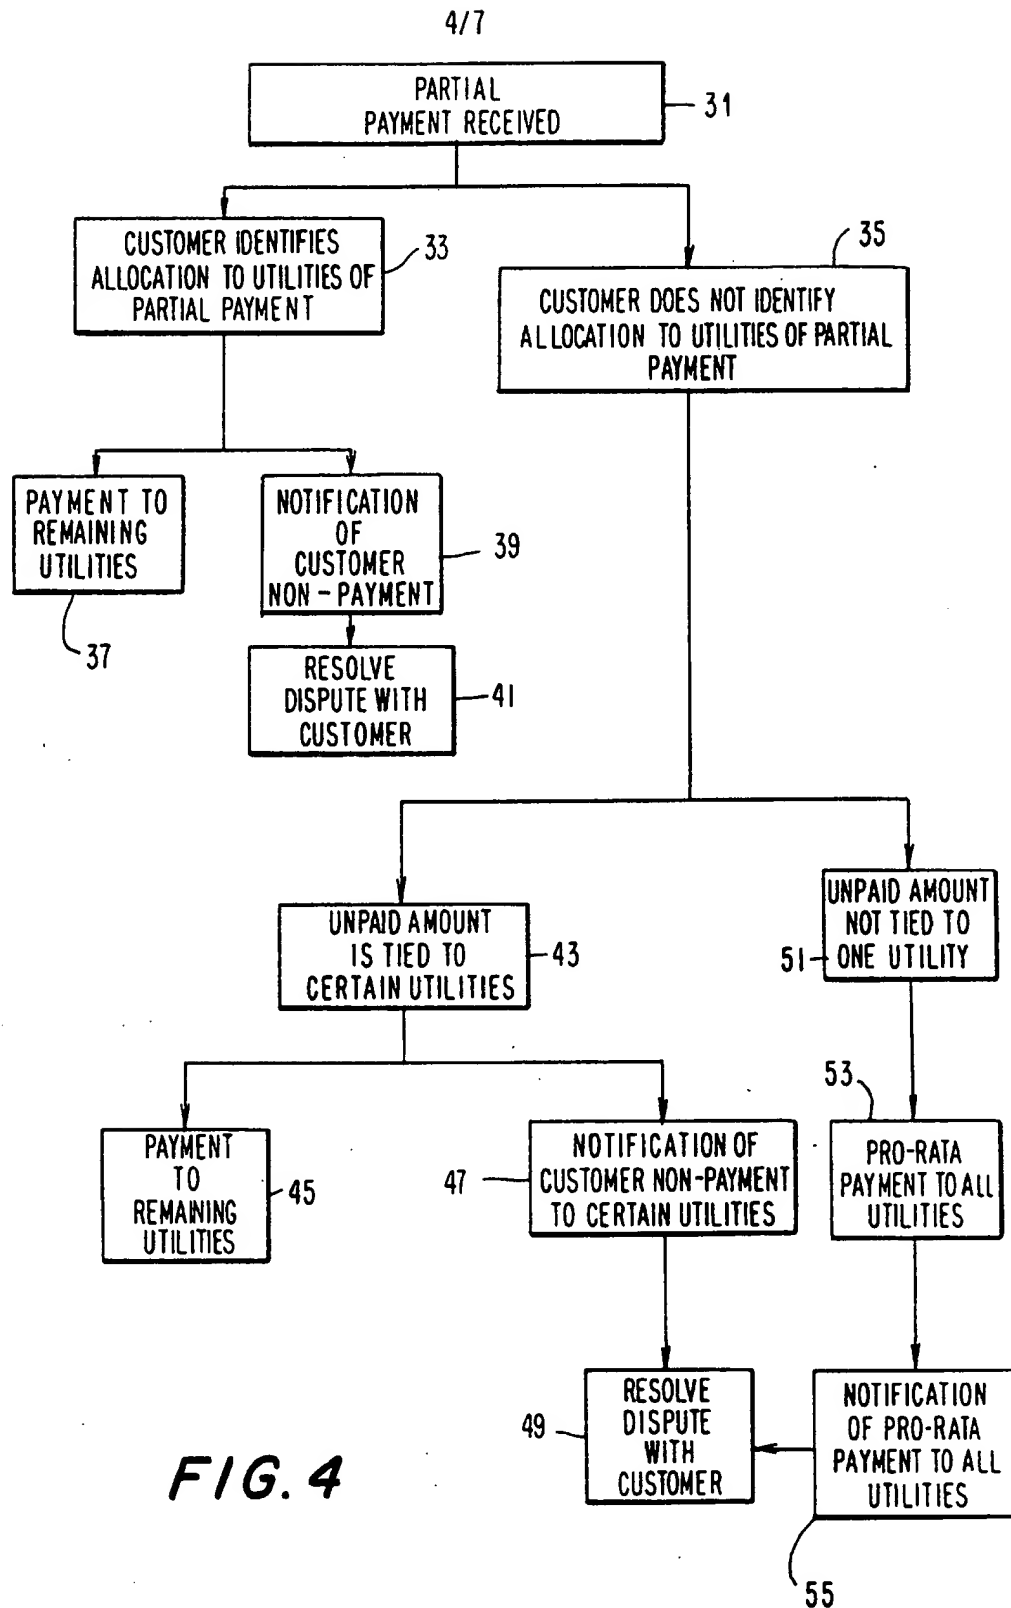 4/7
PARTIAL
PAYMENT RECEIVED
31
CUSTOMER IDENTIFIES
ALLOCATION TO UTILITIES OF
PARTIAL PAYMENT
33
35
CUSTOMER DOES NOT IDENTIFY
ALLOCATION TO UTILITIES OF PARTIAL
PAYMENT
PAYMENT TO
REMAINING
UTILITIES
37
NOTIFICATION
OF
CUSTOMER
NON-PAYMENT
39
RESOLVE
DISPUTE WITH
CUSTOMER
41
UNPAID AMOUNT
IS TIED TO
CERTAIN UTILITIES
43
UNPAID AMOUNT
NOT TIED TO
ONE UTILITY
51
PAYMENT
TO
REMAINING
UTILITIES
45
47
NOTIFICATION OF
CUSTOMER NON-PAYMENT
TO CERTAIN UTILITIES
53
PRO-RATA
PAYMENT TO ALL
UTILITIES
49
RESOLVE
DISPUTE
WITH
CUSTOMER
NOTIFICATION
OF PRO-RATA
PAYMENT TO ALL
UTILITIES
55
FIG. 4